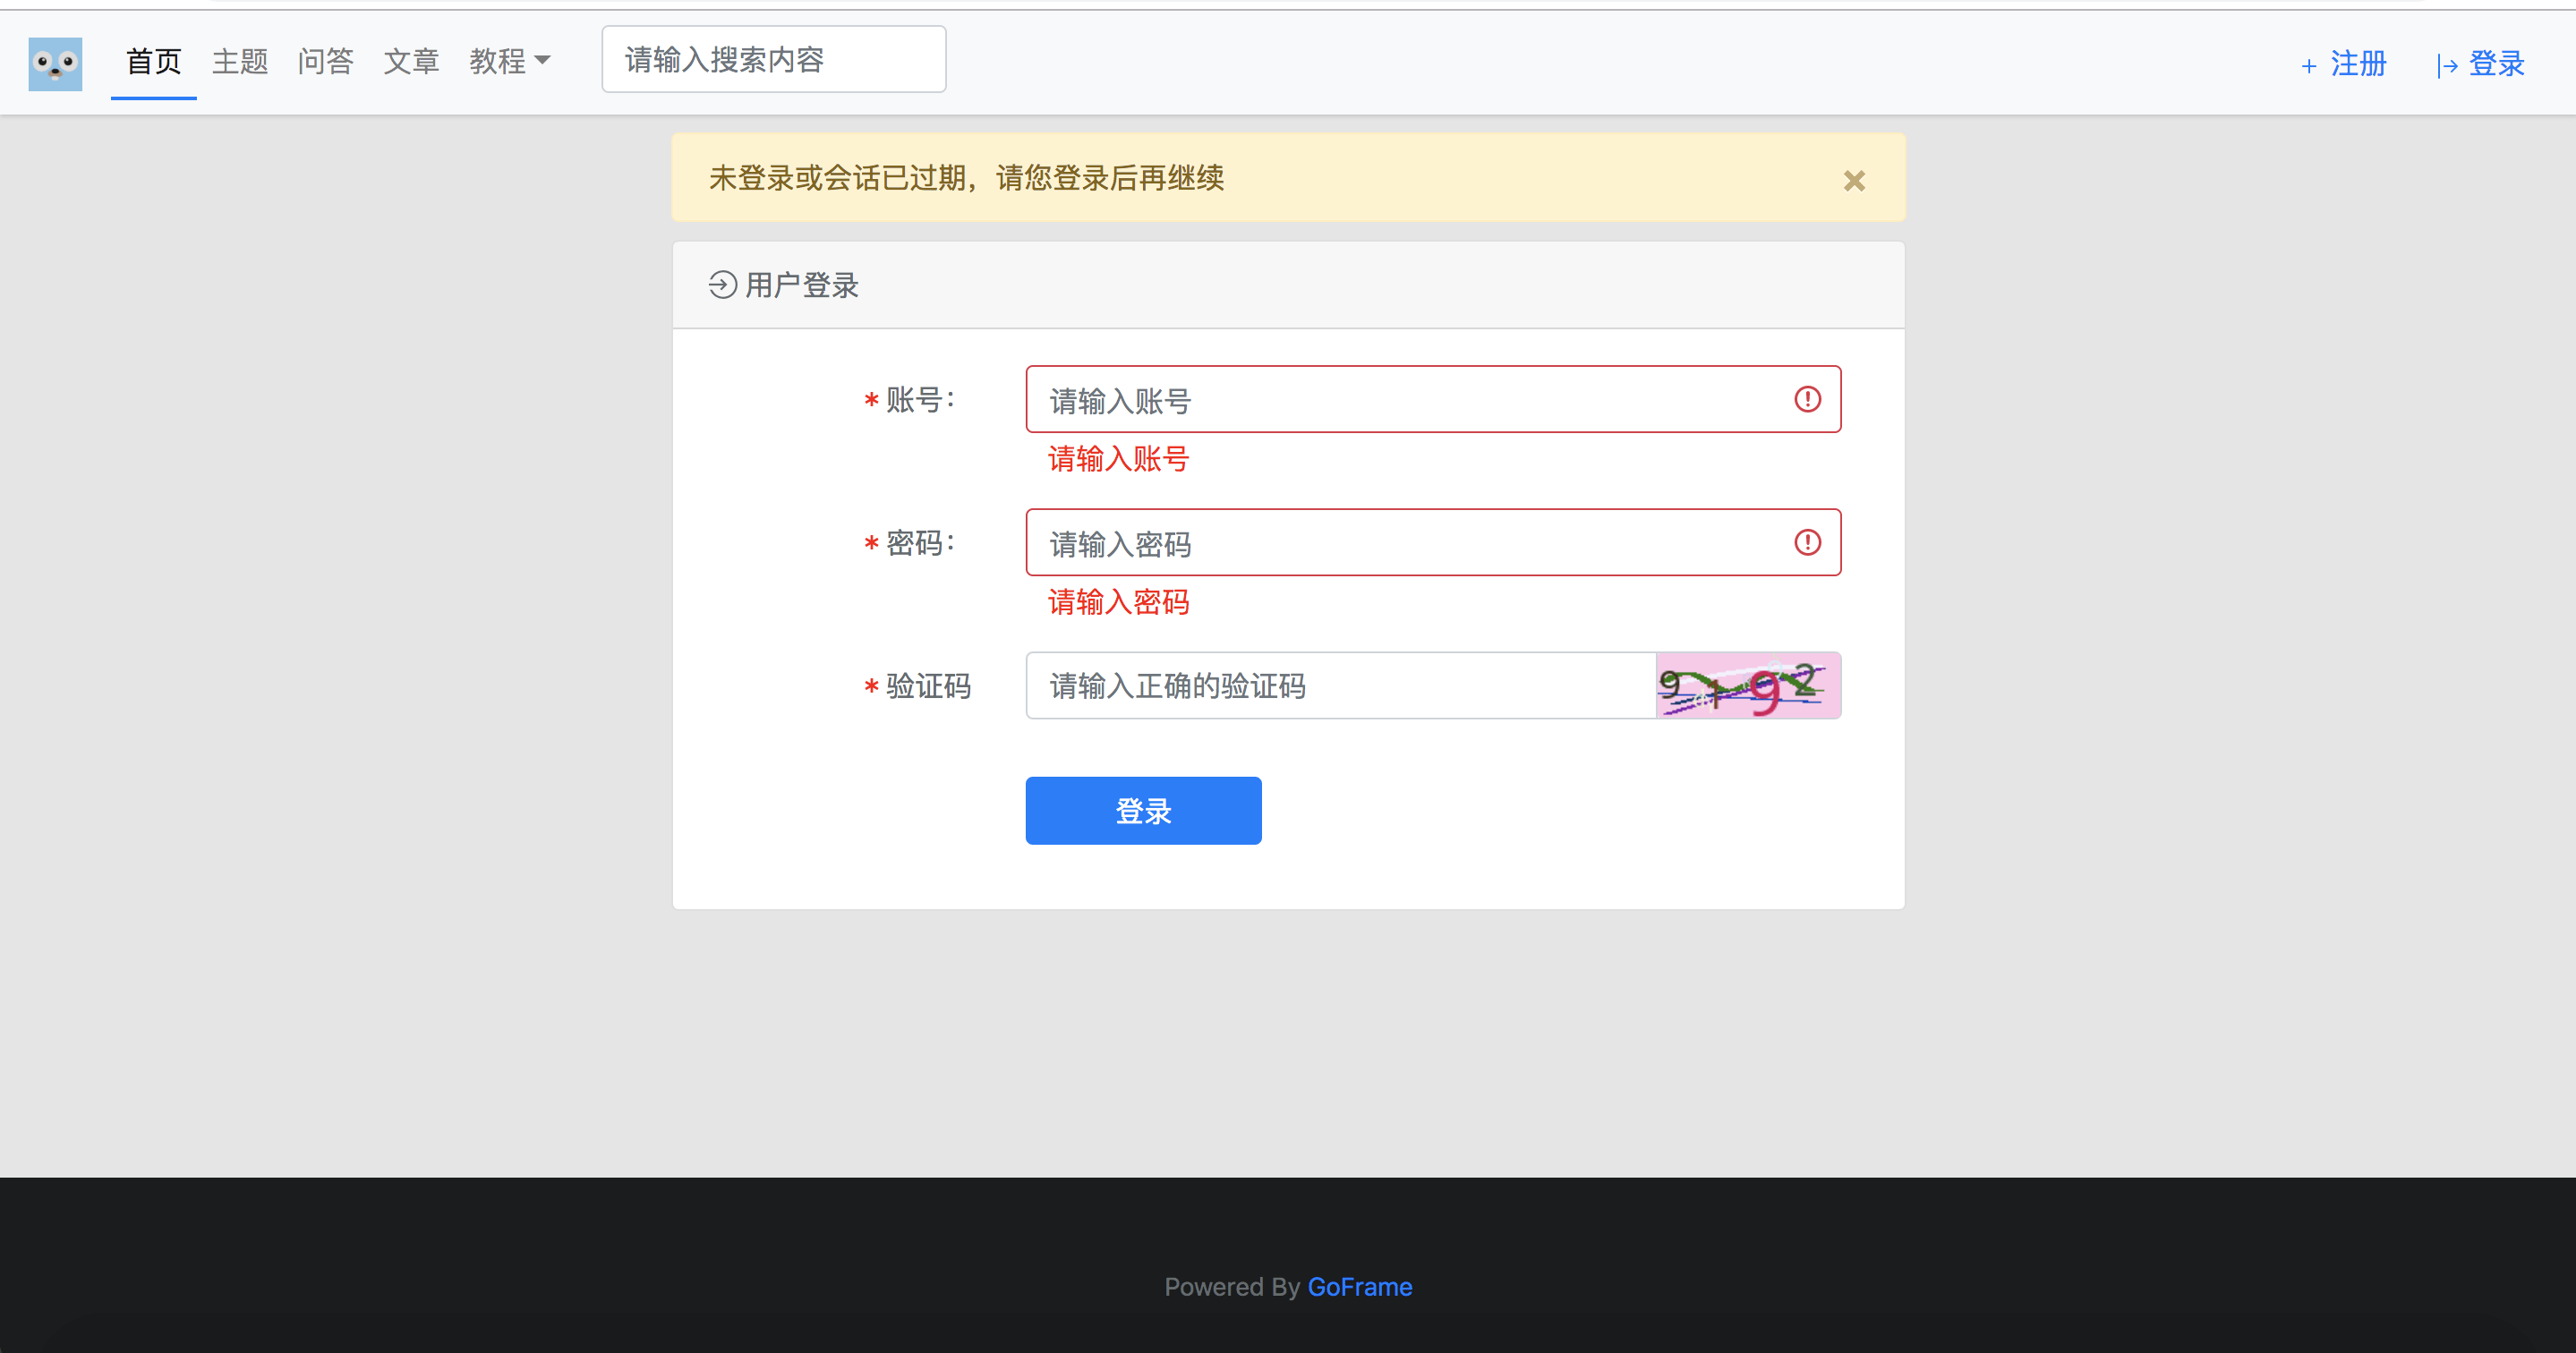 首页 主题 问答 文章 教程 请输入搜索内容 + 注册 登录
未登录或会话已过期，请您登录后再继续 ×
用户登录
* 账号： 请输入账号
请输入账号
* 密码： 请输入密码
请输入密码
* 验证码 请输入正确的验证码 9192
登录
Powered By GoFrame